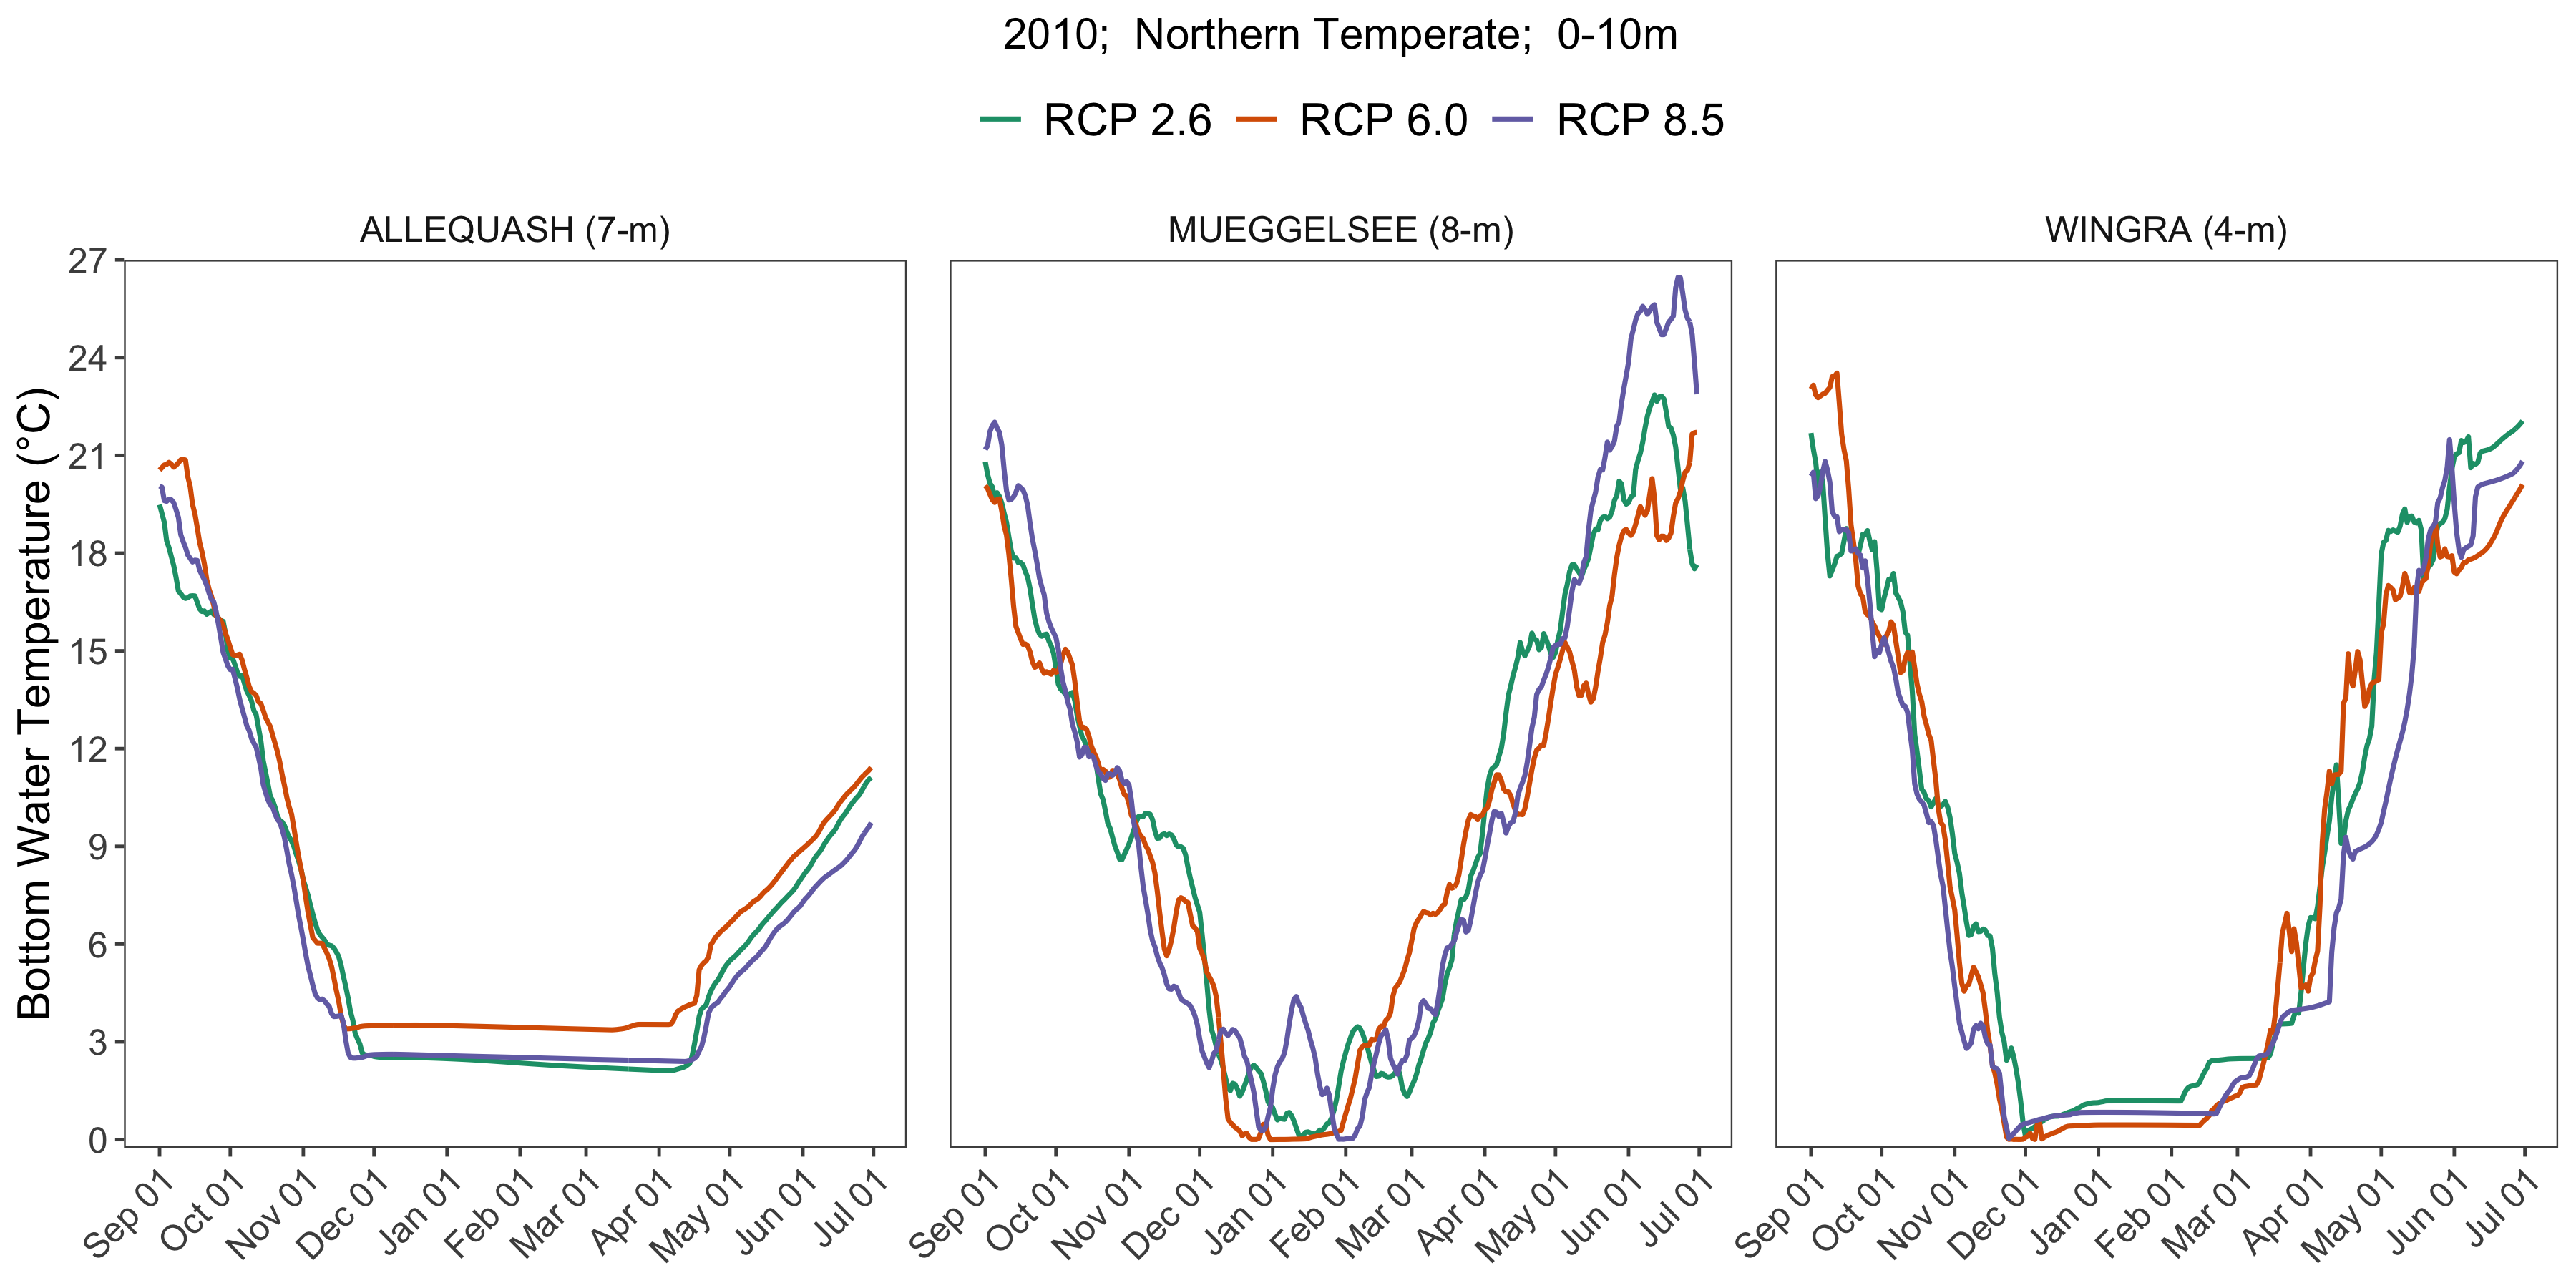 2010;  Northern Temperate;  0-10m
RCP 2.6 RCP 6.0 RCP 8.5
ALLEQUASH (7-m) MUEGGELSEE (8-m) WINGRA (4-m)
Bottom Water Temperature (°C)
27
24
21
18
15
12
9
6
3
0
Sep 01 Oct 01 Nov 01 Dec 01 Jan 01 Feb 01 Mar 01 Apr 01 May 01 Jun 01 Jul 01 Sep 01 Oct 01 Nov 01 Dec 01 Jan 01 Feb 01 Mar 01 Apr 01 May 01 Jun 01 Jul 01 Sep 01 Oct 01 Nov 01 Dec 01 Jan 01 Feb 01 Mar 01 Apr 01 May 01 Jun 01 Jul 01